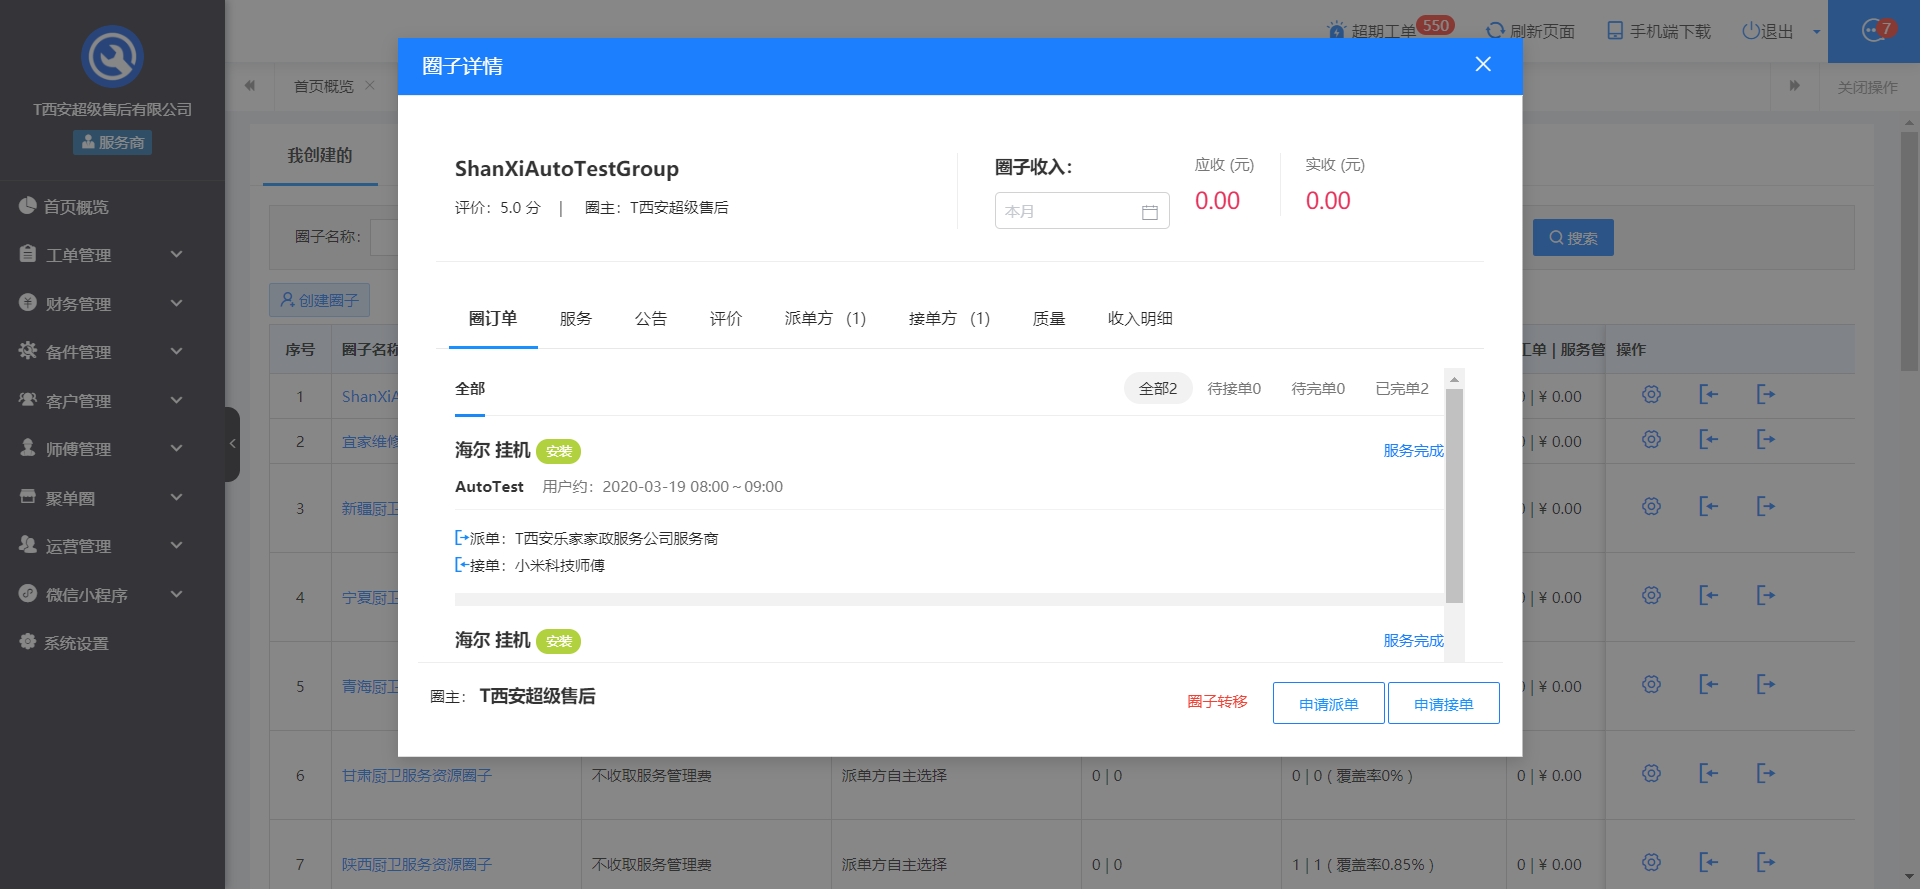 T西安超级售后有限公司
服务商
首页概览
工单管理
财务管理
备件管理
客户管理
师傅管理
聚单圈
运营管理
微信小程序
系统设置
超期工单 550
刷新页面
手机端下载
退出
7
首页概览
关闭操作
我创建的
圈子名称：
搜索
创建圈子
圈子详情
ShanXiAutoTestGroup
评价：5.0 分 | 圈主：T西安超级售后
圈子收入：
本月
应收 (元)
0.00
实收 (元)
0.00
圈订单 服务 公告 评价 派单方 (1) 接单方 (1) 质量 收入明细
全部
全部2 待接单0 待完单0 已完单2
海尔 挂机 安装 服务完成
AutoTest 用户约：2020-03-19 08:00 ~ 09:00
派单：T西安乐家家政服务公司服务商
接单：小米科技师傅
海尔 挂机 安装 服务完成
圈主：T西安超级售后
圈子转移 申请派单 申请接单
序号 圈子名称 工单 | 服务管 操作
1 ShanXiA | ¥ 0.00
2 宜家维修 | ¥ 0.00
3 新疆厨卫 | ¥ 0.00
4 宁夏厨卫 | ¥ 0.00
5 青海厨卫 | ¥ 0.00
6 甘肃厨卫服务资源圈子 不收取服务管理费 派单方自主选择 0 | 0 0 | 0 ( 覆盖率0% ) 0 | ¥ 0.00
7 陕西厨卫服务资源圈子 不收取服务管理费 派单方自主选择 0 | 0 1 | 1 ( 覆盖率0.85% ) 0 | ¥ 0.00